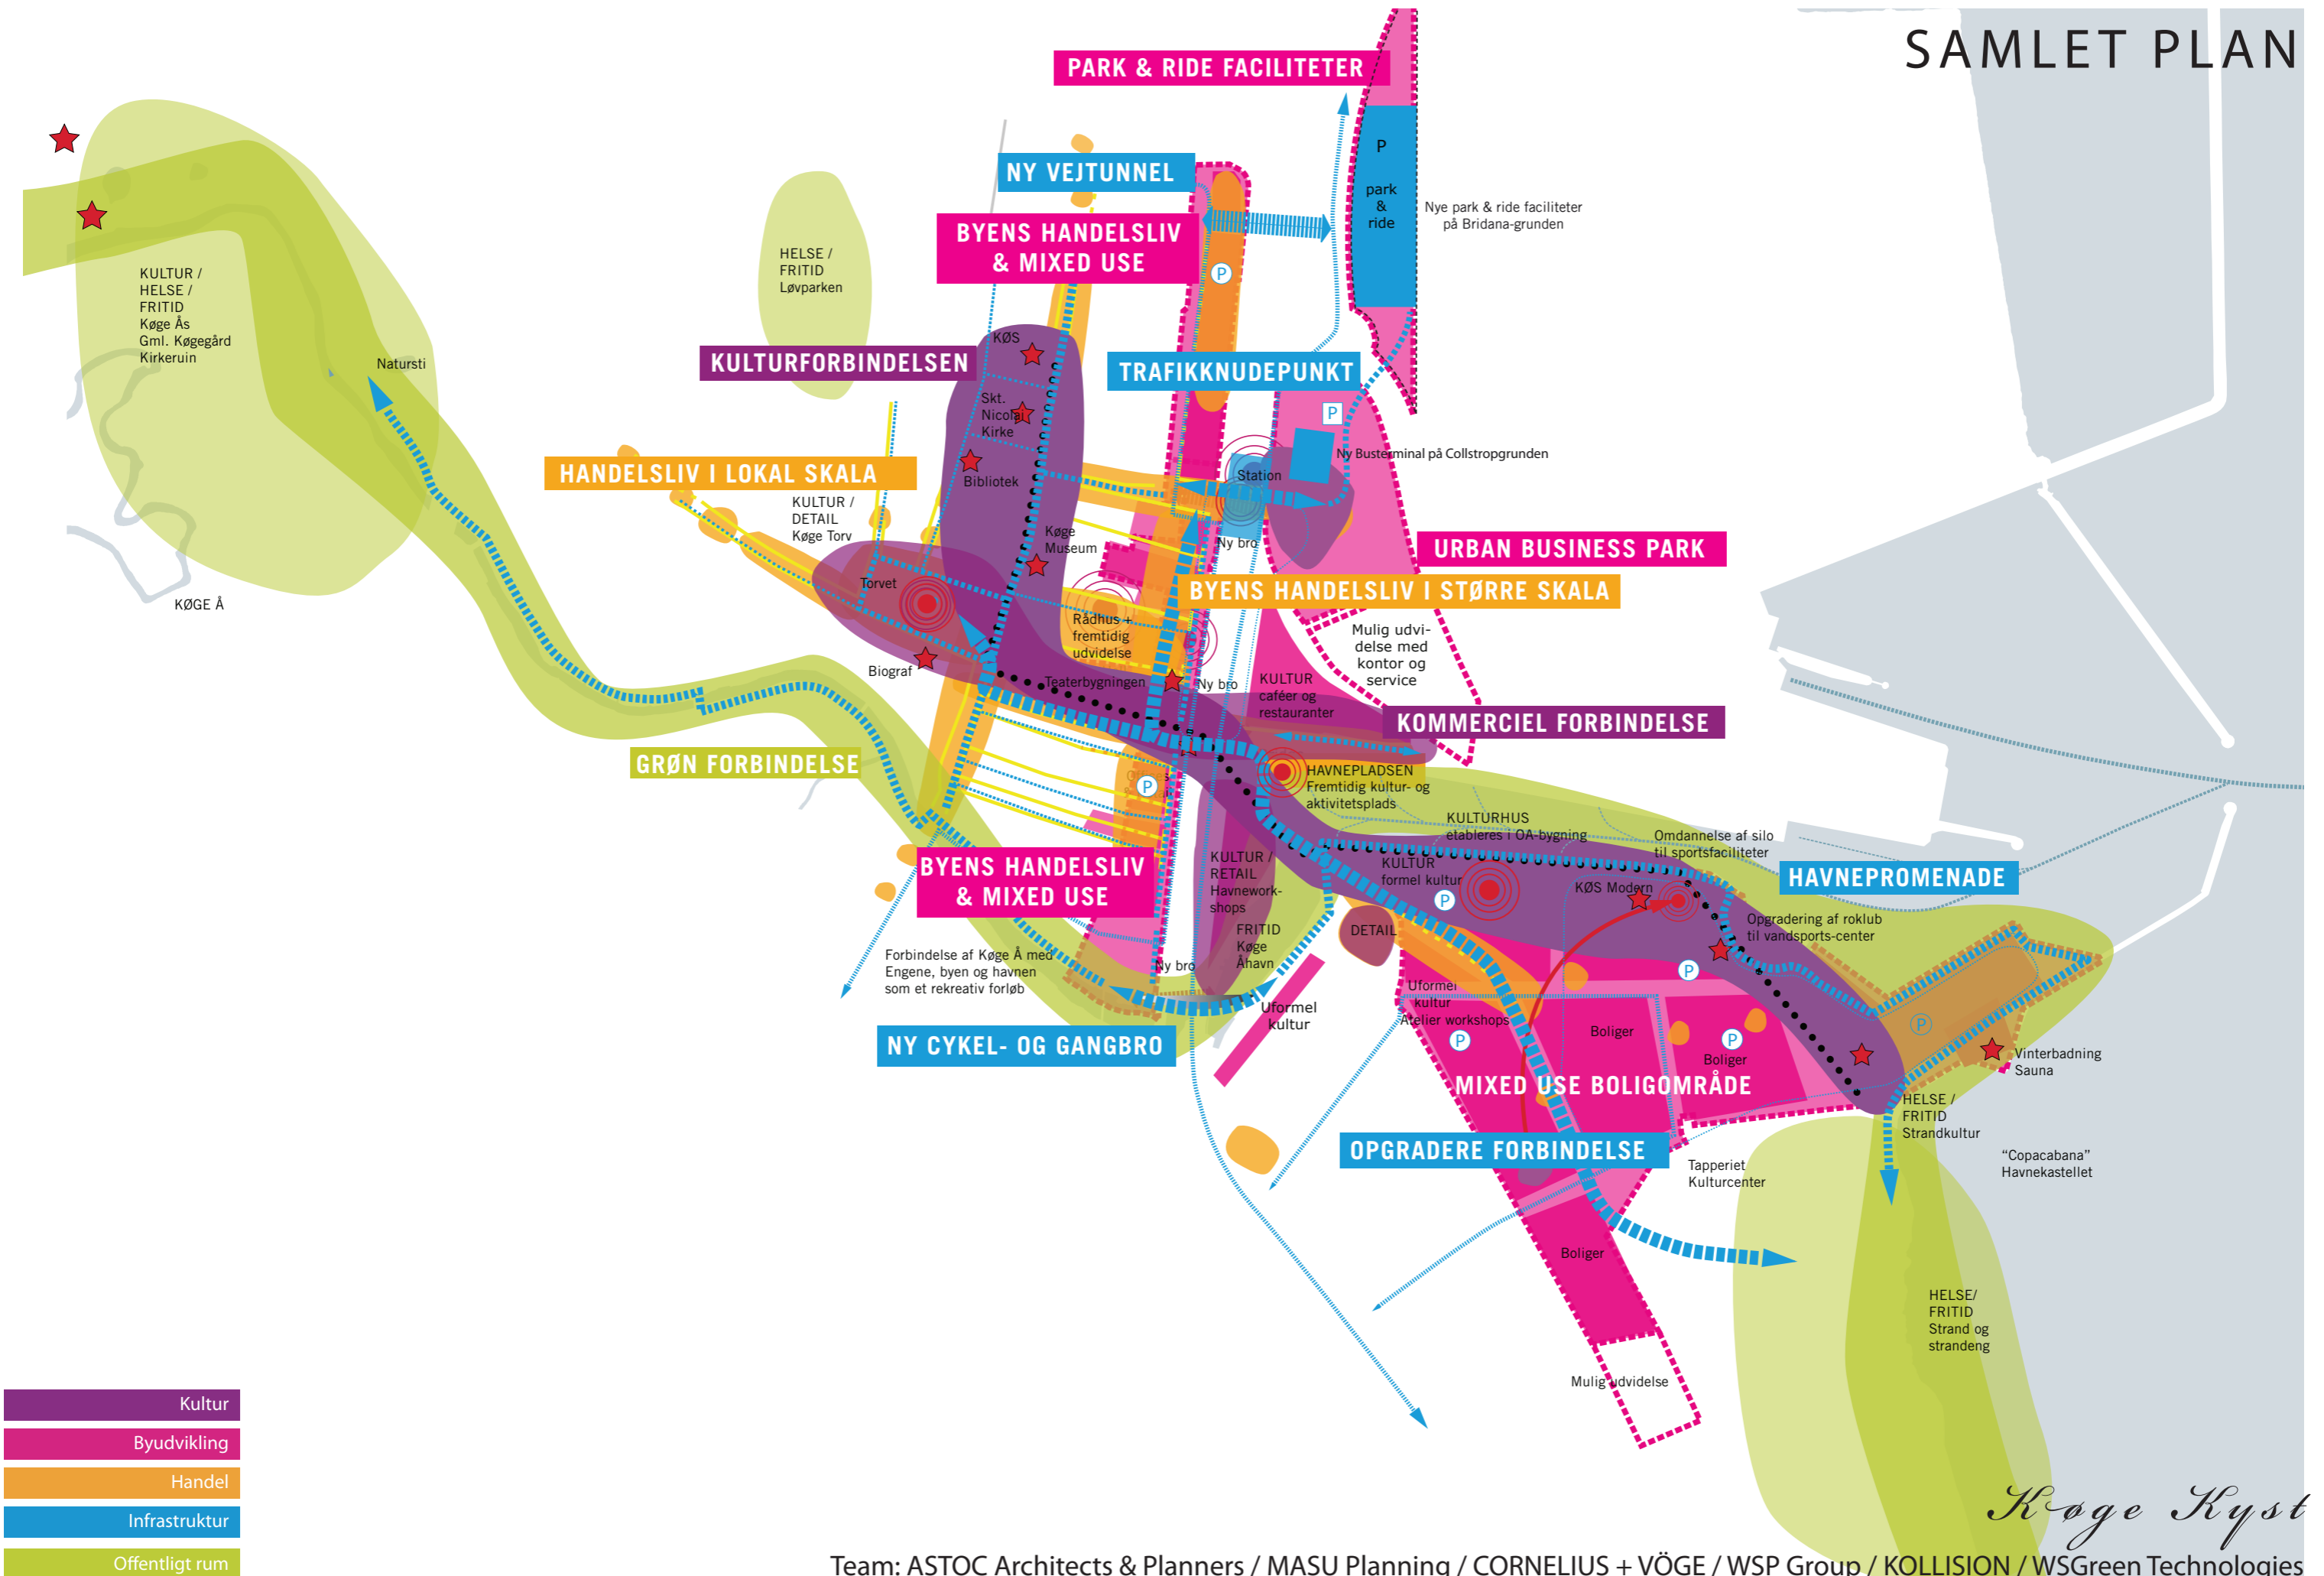 SAMLET PLAN
PARK & RIDE FACILITETER
P
park
&
ride
Nye park & ride faciliteter
på Bridana-grunden
NY VEJTUNNEL
BYENS HANDELSLIV
& MIXED USE
P
HELSE /
FRITID
Løvparken
KULTUR /
HELSE /
FRITID
Køge Ås
Gml. Køgegård
Kirkeruin
Natursti
KØGE Å
KULTURFORBINDELSEN
KØS
Skt.
Nicolai
Kirke
Bibliotek
TRAFIKKNUDEPUNKT
P
Ny Busterminal på Collstropgrunden
Station
HANDELSLIV I LOKAL SKALA
KULTUR /
DETAIL
Køge Torv
Køge
Museum
Ny bro
URBAN BUSINESS PARK
BYENS HANDELSLIV I STØRRE SKALA
Torvet
Rådhus +
fremtidig
udvidelse
Mulig udvi-
delse med
kontor og
service
Biograf
Teaterbygningen
Ny bro
KULTUR
caféer og
restauranter
KOMMERCIEL FORBINDELSE
GRØN FORBINDELSE
P
HAVNEPLADSEN
Fremtidig kultur- og
aktivitetsplads
KULTURHUS
etableres i OA-bygning
Omdannelse af silo
til sportsfaciliteter
BYENS HANDELSLIV
& MIXED USE
KULTUR /
RETAIL
Havnework-
shops
KULTUR
formel kultur
P
KØS Modern
HAVNEPROMENADE
Opgradering af roklub
til vandsports-center
DETAIL
FRITID
Køge
Åhavn
Forbindelse af Køge Å med
Engene, byen og havnen
som et rekreativ forløb
Ny bro
P
Uformel
kultur
Uformel
kultur
Atelier workshops
P
Boliger
P
Boliger
P
NY CYKEL- OG GANGBRO
MIXED USE BOLIGOMRÅDE
Vinterbadning
Sauna
HELSE /
FRITID
Strandkultur
OPGRADERE FORBINDELSE
Tapperiet
Kulturcenter
"Copacabana"
Havnekastellet
Boliger
HELSE/
FRITID
Strand og
strandeng
Mulig udvidelse
Kultur
Byudvikling
Handel
Infrastruktur
Offentligt rum
Køge Kyst
Team: ASTOC Architects & Planners / MASU Planning / CORNELIUS + VÖGE / WSP Group / KOLLISION / WSGreen Technologies